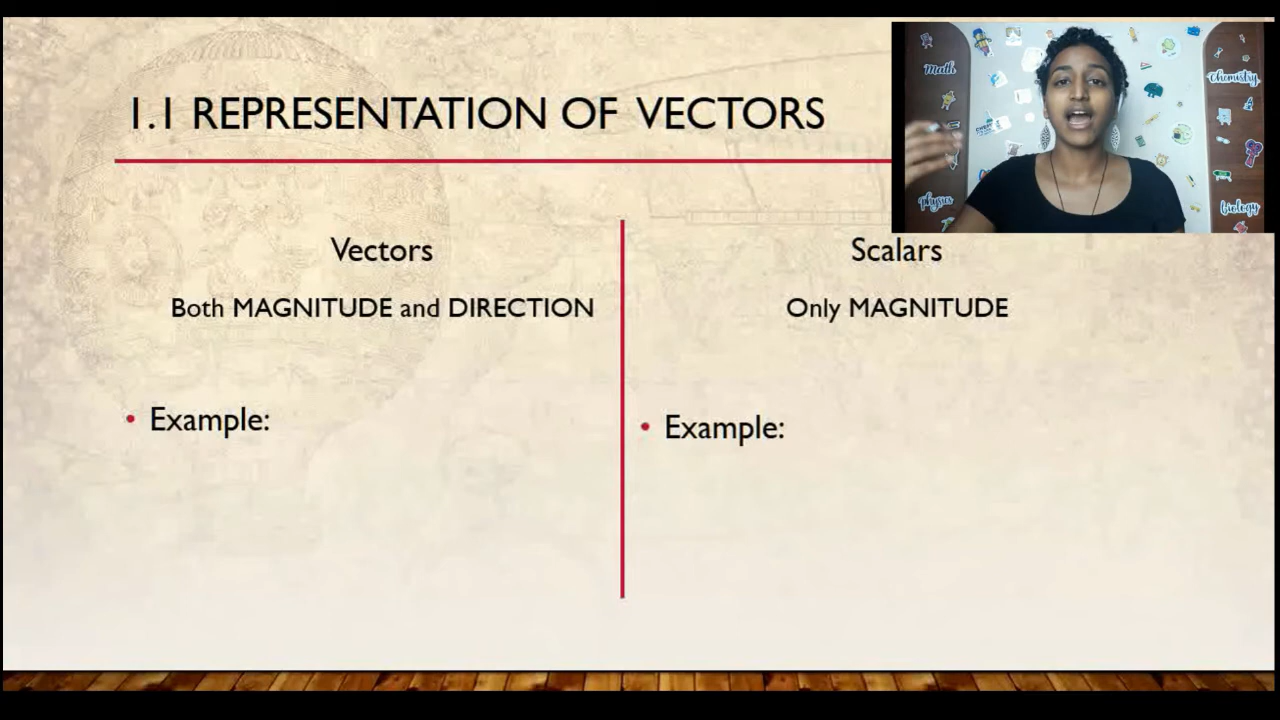 1.1 REPRESENTATION OF VECTORS
Vectors
Scalars
Both MAGNITUDE and DIRECTION
Only MAGNITUDE
• Example:
• Example:
Math
Chemistry
physics
biology